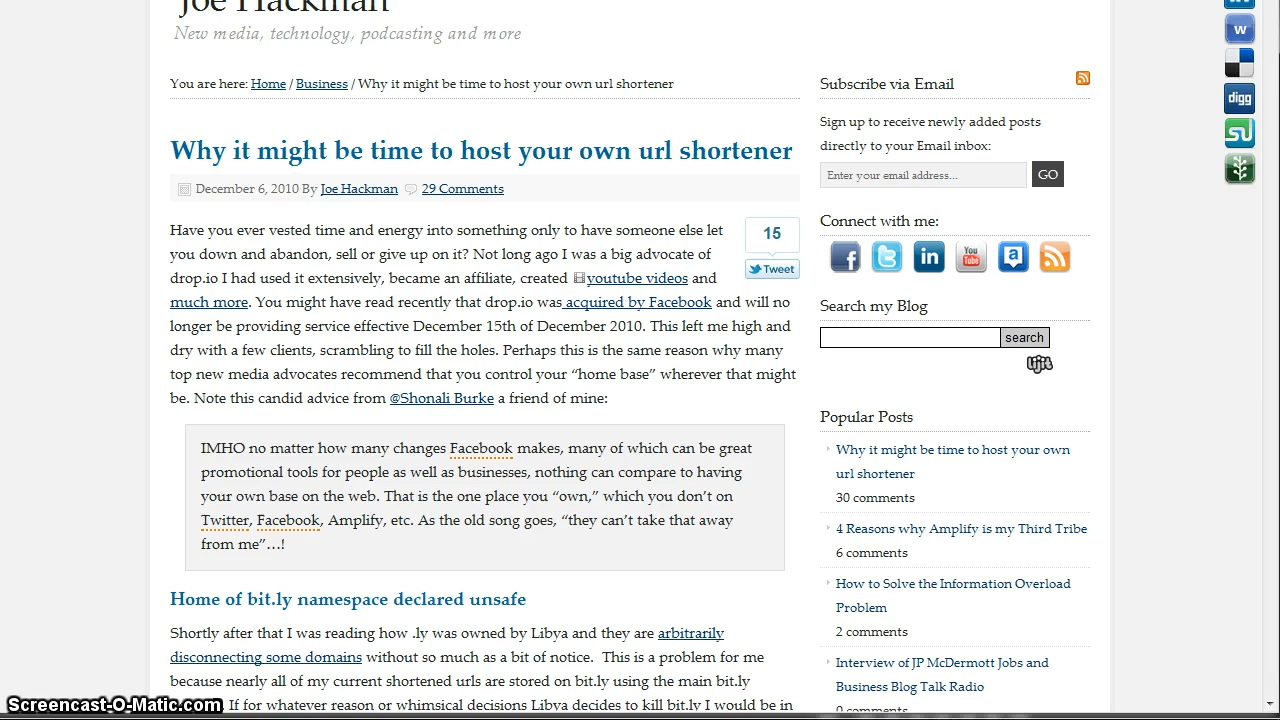 Joe Hackman
New media, technology, podcasting and more
You are here: Home / Business / Why it might be time to host your own url shortener
Why it might be time to host your own url shortener
December 6, 2010 By Joe Hackman 29 Comments
15
Tweet
Have you ever vested time and energy into something only to have someone else let
you down and abandon, sell or give up on it? Not long ago I was a big advocate of
drop.io I had used it extensively, became an affiliate, created youtube videos and
much more. You might have read recently that drop.io was acquired by Facebook and will no
longer be providing service effective December 15th of December 2010. This left me high and
dry with a few clients, scrambling to fill the holes. Perhaps this is the same reason why many
top new media advocates recommend that you control your “home base” wherever that might
be. Note this candid advice from @Shonali Burke a friend of mine:
IMHO no matter how many changes Facebook makes, many of which can be great
promotional tools for people as well as businesses, nothing can compare to having
your own base on the web. That is the one place you “own,” which you don’t on
Twitter, Facebook, Amplify, etc. As the old song goes, “they can’t take that away
from me”…!
Home of bit.ly namespace declared unsafe
Shortly after that I was reading how .ly was owned by Libya and they are arbitrarily
disconnecting some domains without so much as a bit of notice. This is a problem for me
because nearly all of my current shortened urls are stored on bit.ly using the main bit.ly
If for whatever reason or whimsical decisions Libya decides to kill bit.ly I would be in
Subscribe via Email
Sign up to receive newly added posts
directly to your Email inbox:
Enter your email address...
GO
Connect with me:
You
Tube
Search my Blog
search
lijit
Popular Posts
Why it might be time to host your own
url shortener
30 comments
4 Reasons why Amplify is my Third Tribe
6 comments
How to Solve the Information Overload
Problem
2 comments
Interview of JP McDermott Jobs and
Business Blog Talk Radio
0 comments
w
digg
Screencast-O-Matic.com